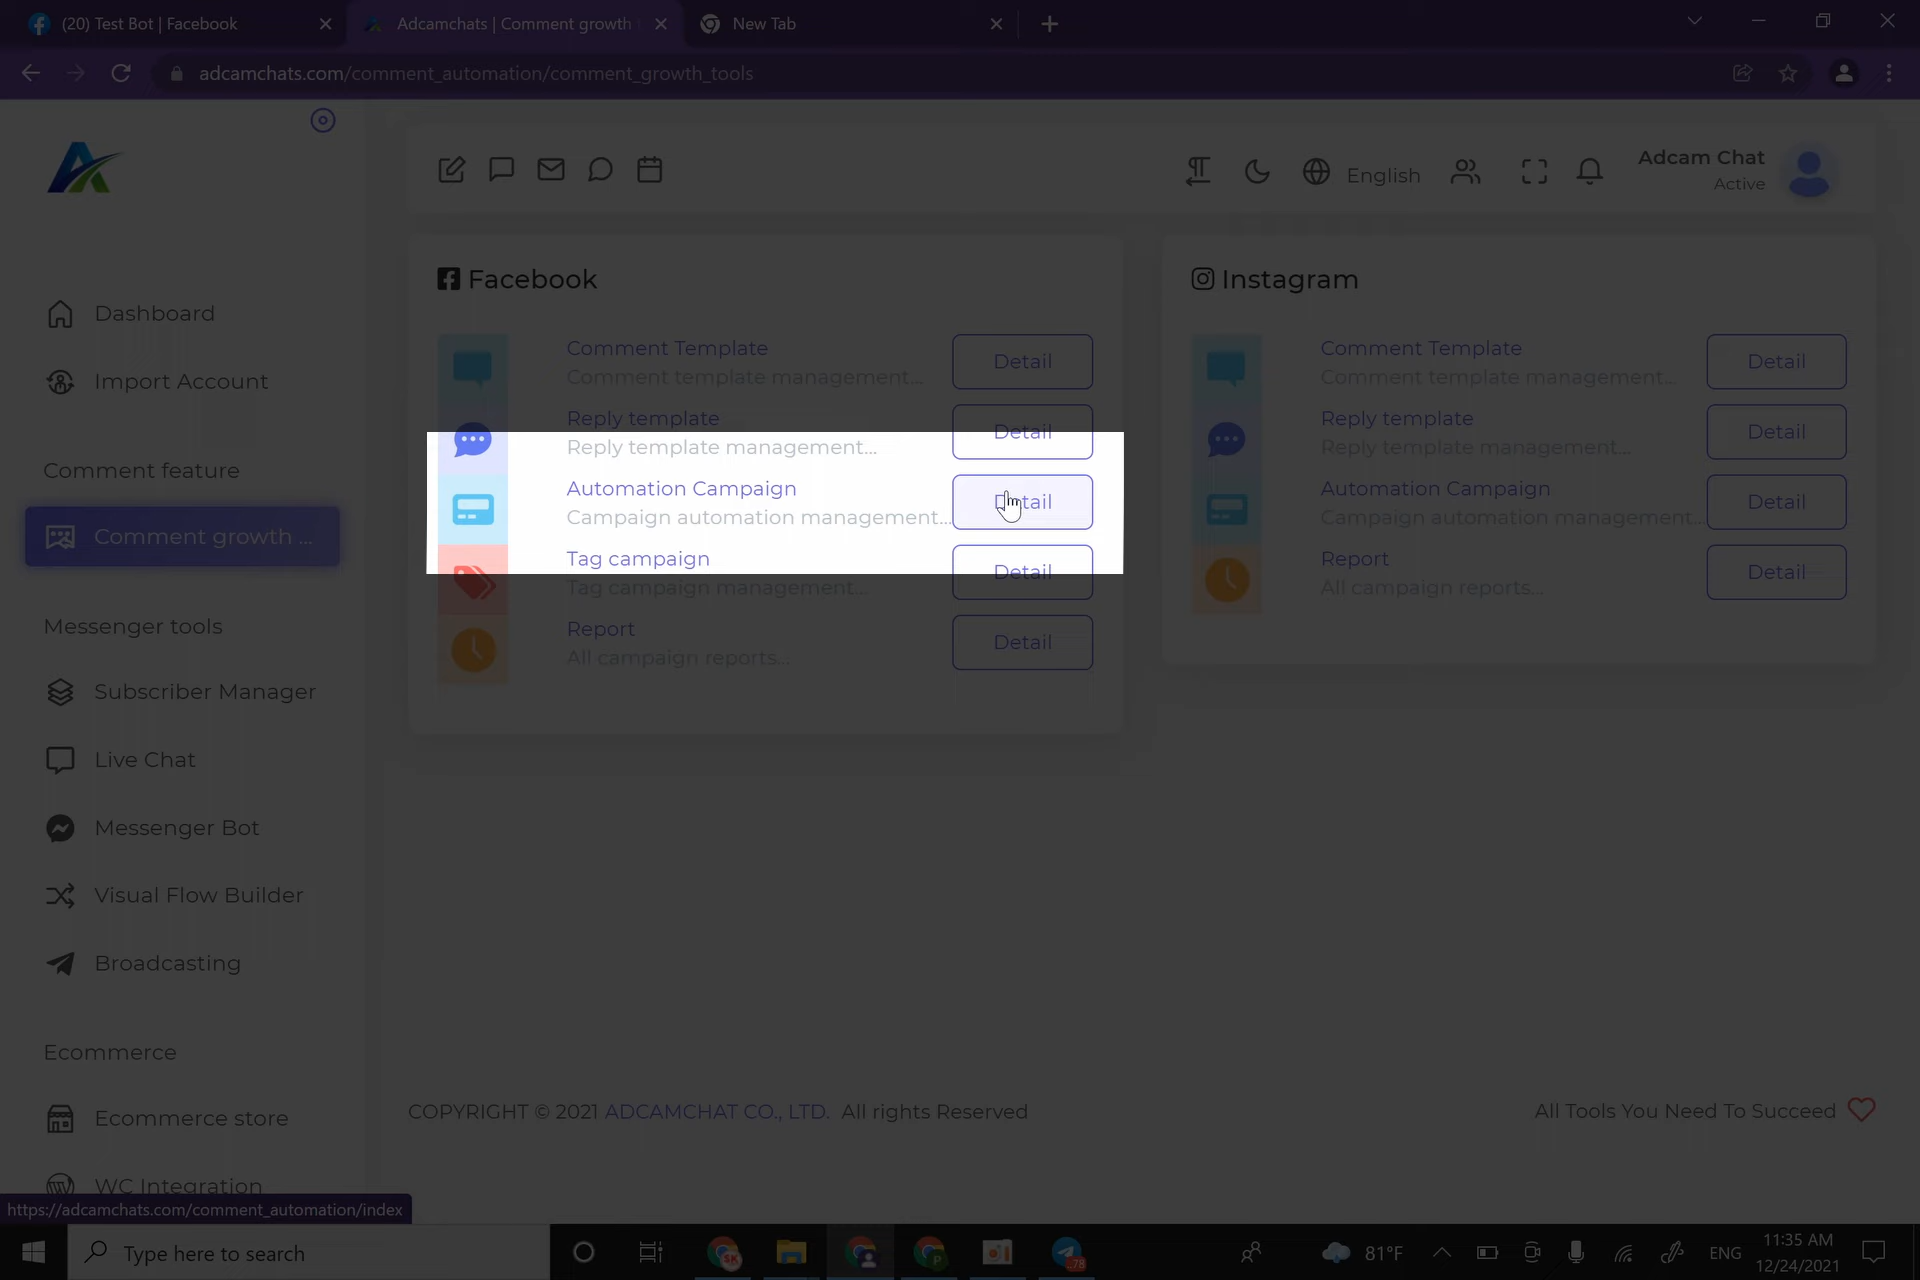 (20) Test Bot | Facebook
Adcamchats | Comment growth
New Tab
adcamchats.com/comment_automation/comment_growth_tools
English
Adcam Chat
Active
Dashboard
Import Account
Comment feature
Comment growth ...
Messenger tools
Subscriber Manager
Live Chat
Messenger Bot
Visual Flow Builder
Broadcasting
Ecommerce
Ecommerce store
WC Integration
Facebook
Comment Template
Comment template management...
Detail
Reply template
Reply template management...
Detail
Automation Campaign
Campaign automation management...
Detail
Tag campaign
Tag campaign management...
Detail
Report
All campaign reports...
Detail
Instagram
Comment Template
Comment template management...
Detail
Reply template
Reply template management...
Detail
Automation Campaign
Campaign automation management...
Detail
Report
All campaign reports...
Detail
COPYRIGHT © 2021 ADCAMCHAT CO., LTD. All rights Reserved
All Tools You Need To Succeed
https://adcamchats.com/comment_automation/index
Type here to search
SK
P
78
81°F
ENG
11:35 AM
12/24/2021